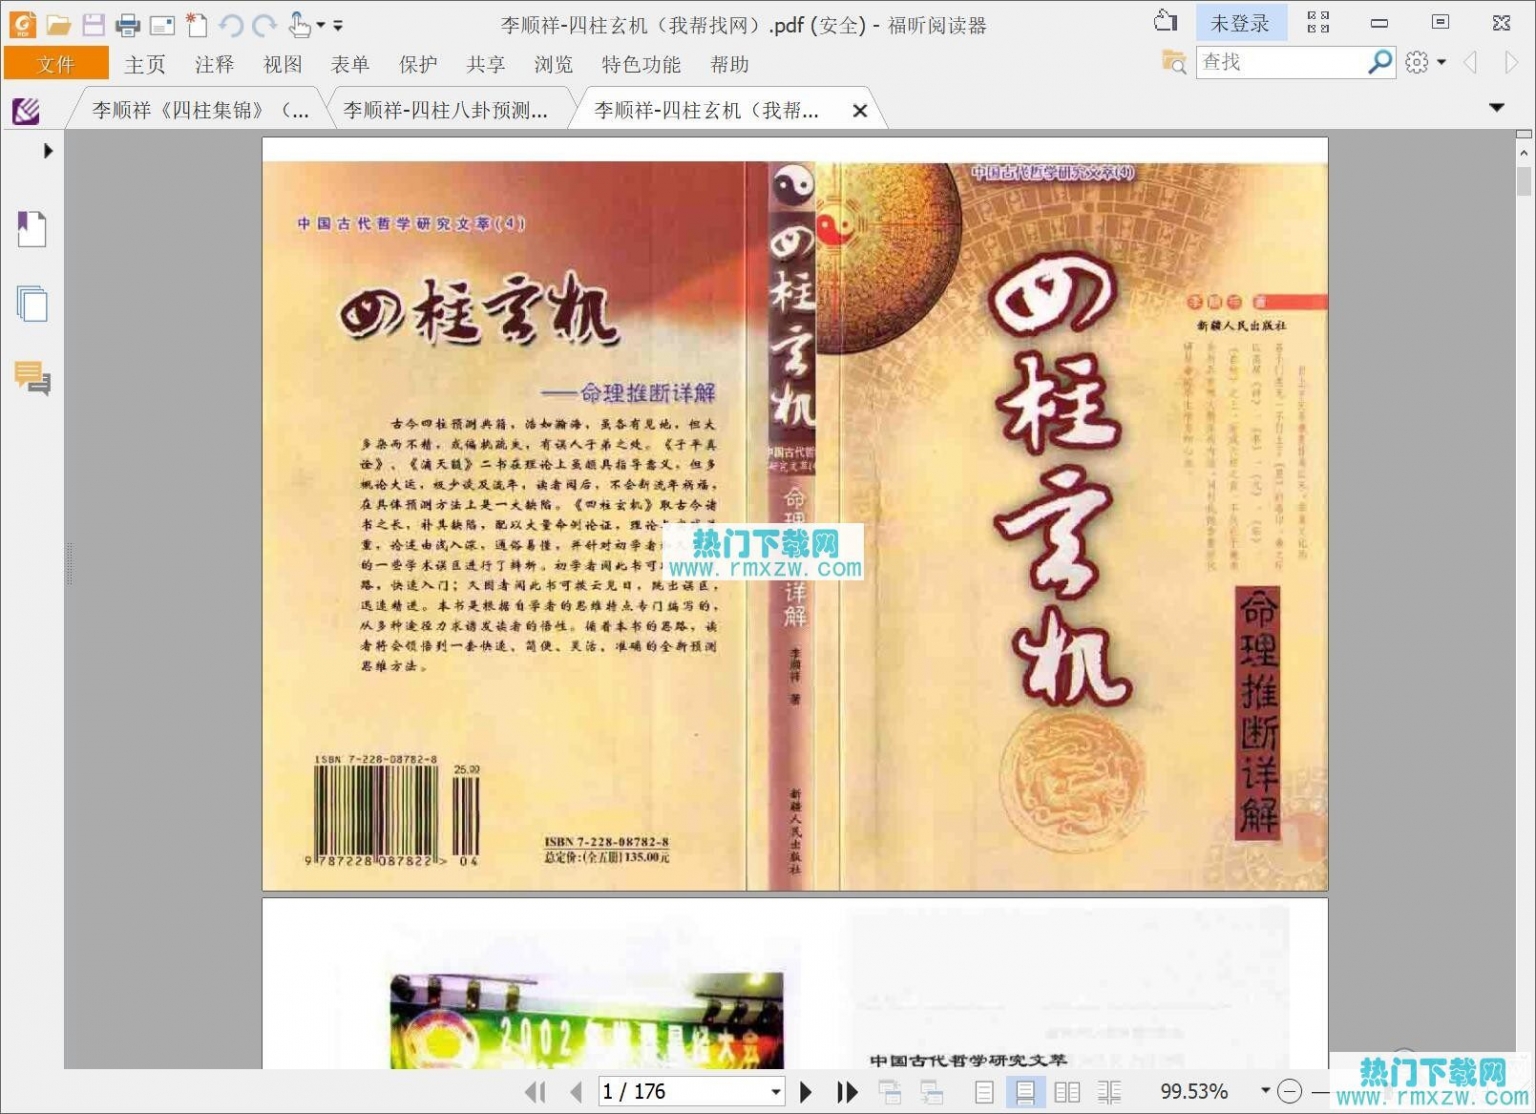 李顺祥-四柱玄机（我帮找网）.pdf (安全) - 福昕阅读器
未登录
文件 主页 注释 视图 表单 保护 共享 浏览 特色功能 帮助
查找
李顺祥《四柱集锦》（...
李顺祥-四柱八卦预测...
李顺祥-四柱玄机（我帮...
中国古代哲学研究文萃(4)
四柱玄机
——命理推断详解
古今四柱预测典籍，浩如瀚海，虽各有见地，但大
多杂而不精，或偏执疏失，有误人子弟之处。《子平真
诠》、《滴天髓》二书在理论上虽颇具指导意义，但多
概论大运，极少谈及流年，读者阅后，不会断流年祸福，
在具体预测方法上是一大缺陷。《四柱玄机》取古今诸
书之长，补其缺陷，配以大量命例论证，理论
重，论述由浅入深，通俗易懂，并针对初学者
的一些学术误区进行了辩析。初学者阅此书可
路，快速入门；久困者阅此书可拨云见日，跳出误区，
迅速精进。本书是根据自学者的思维特点专门编写的，
从多种途径力求诱发读者的悟性。循着本书的思路，读
者将会领悟到一套快速、简便、灵活、准确的全新预测
思维方法。
ISBN 7-228-08782-8
25.00
9 787228 087822 >
04
ISBN 7-228-08782-8
总定价:(全五册)135.00元
四柱玄机
中国古代哲
研究文萃(4
命理
详解
李顺祥 著
新疆人民出版社
中国古代哲学研究文萃(4)
李顺祥 著
新疆人民出版社
四柱玄机
命理推断详解
热门下载网
www.rmxzw.com
2002
大会
中国古代哲学研究文萃
1 / 176
99.53%
热门下载网
www.rmxzw.com